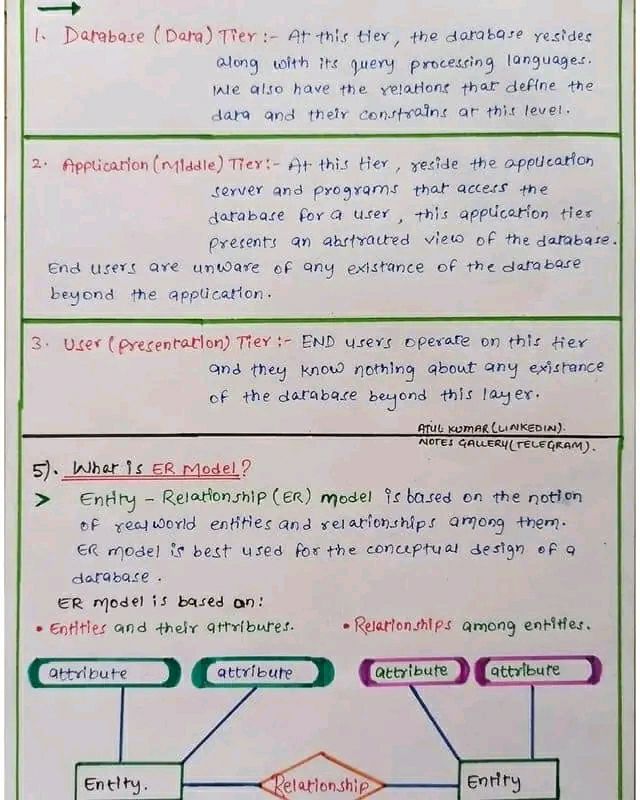 1. Database (Data) Tier :- At this tier, the database resides
along with its query processing languages.
We also have the relations that define the
data and their constrains at this level.
2. Application (Middle) Tier:- At this tier, reside the application
server and programs that access the
database for a user, this application tier
presents an abstracted view of the database.
End users are unware of any existance of the database
beyond the application.
3. User (Presentation) Tier :- END users operate on this tier
and they know nothing about any existance
of the database beyond this layer.
ATUL KUMAR (LINKEDIN).
NOTES GALLERY (TELEGRAM).
5). What is ER Model?
> Entity - Relationship (ER) model is based on the notion
of real world entities and relationships among them.
ER model is best used for the conceptual design of a
database.
ER model is based on:
• Entities and their attributes. • Relationships among entities.
attribute attribute attribute attribute
Entity. Relationship Entity